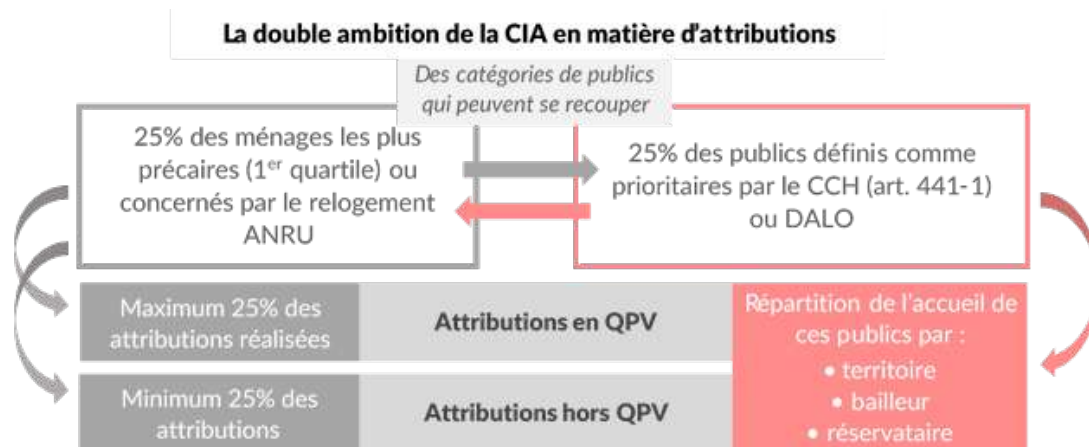 La double ambition de la CIA en matière d'attributions
Des catégories de publics
qui peuvent se recouper
25% des ménages les plus
précaires (1er quartile) ou
concernés par le relogement
ANRU
25% des publics définis comme
prioritaires par le CCH (art. 441-1)
ou DALO
Maximum 25% des
attributions réalisées
Attributions en QPV
Minimum 25% des
attributions
Attributions hors QPV
Répartition de l'accueil de
ces publics par :
• territoire
• bailleur
• réservataire